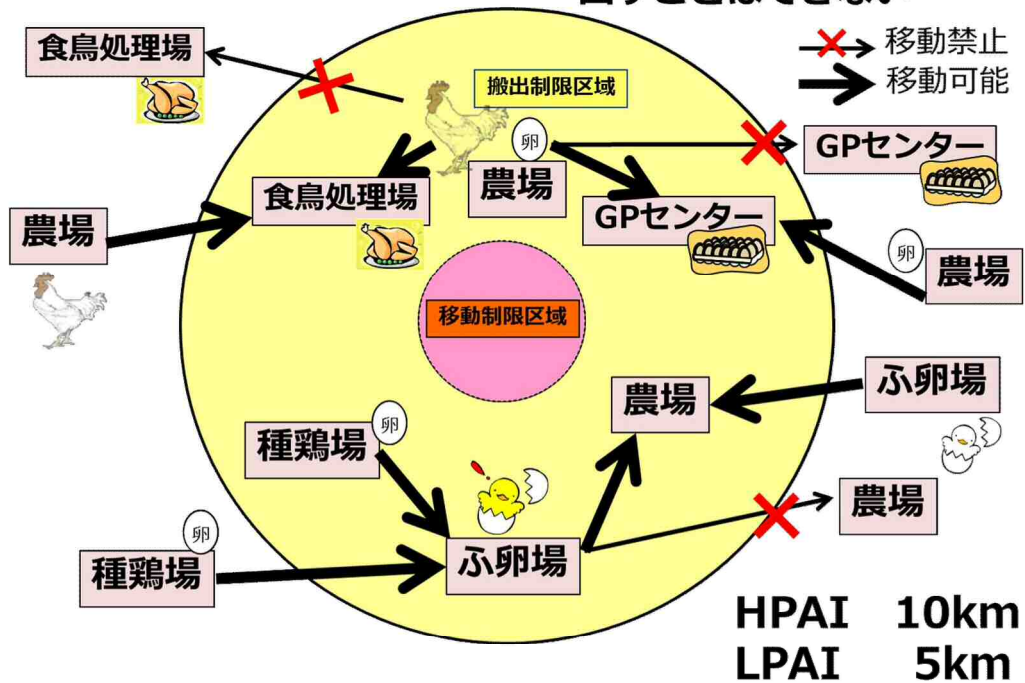 食鳥処理場
移動禁止
移動可能
搬出制限区域
卵
GPセンター
農場
食鳥処理場
GPセンター
農場
卵
農場
移動制限区域
ふ卵場
農場
卵
種鶏場
農場
卵
種鶏場
ふ卵場
HPAI 10km
LPAI 5km